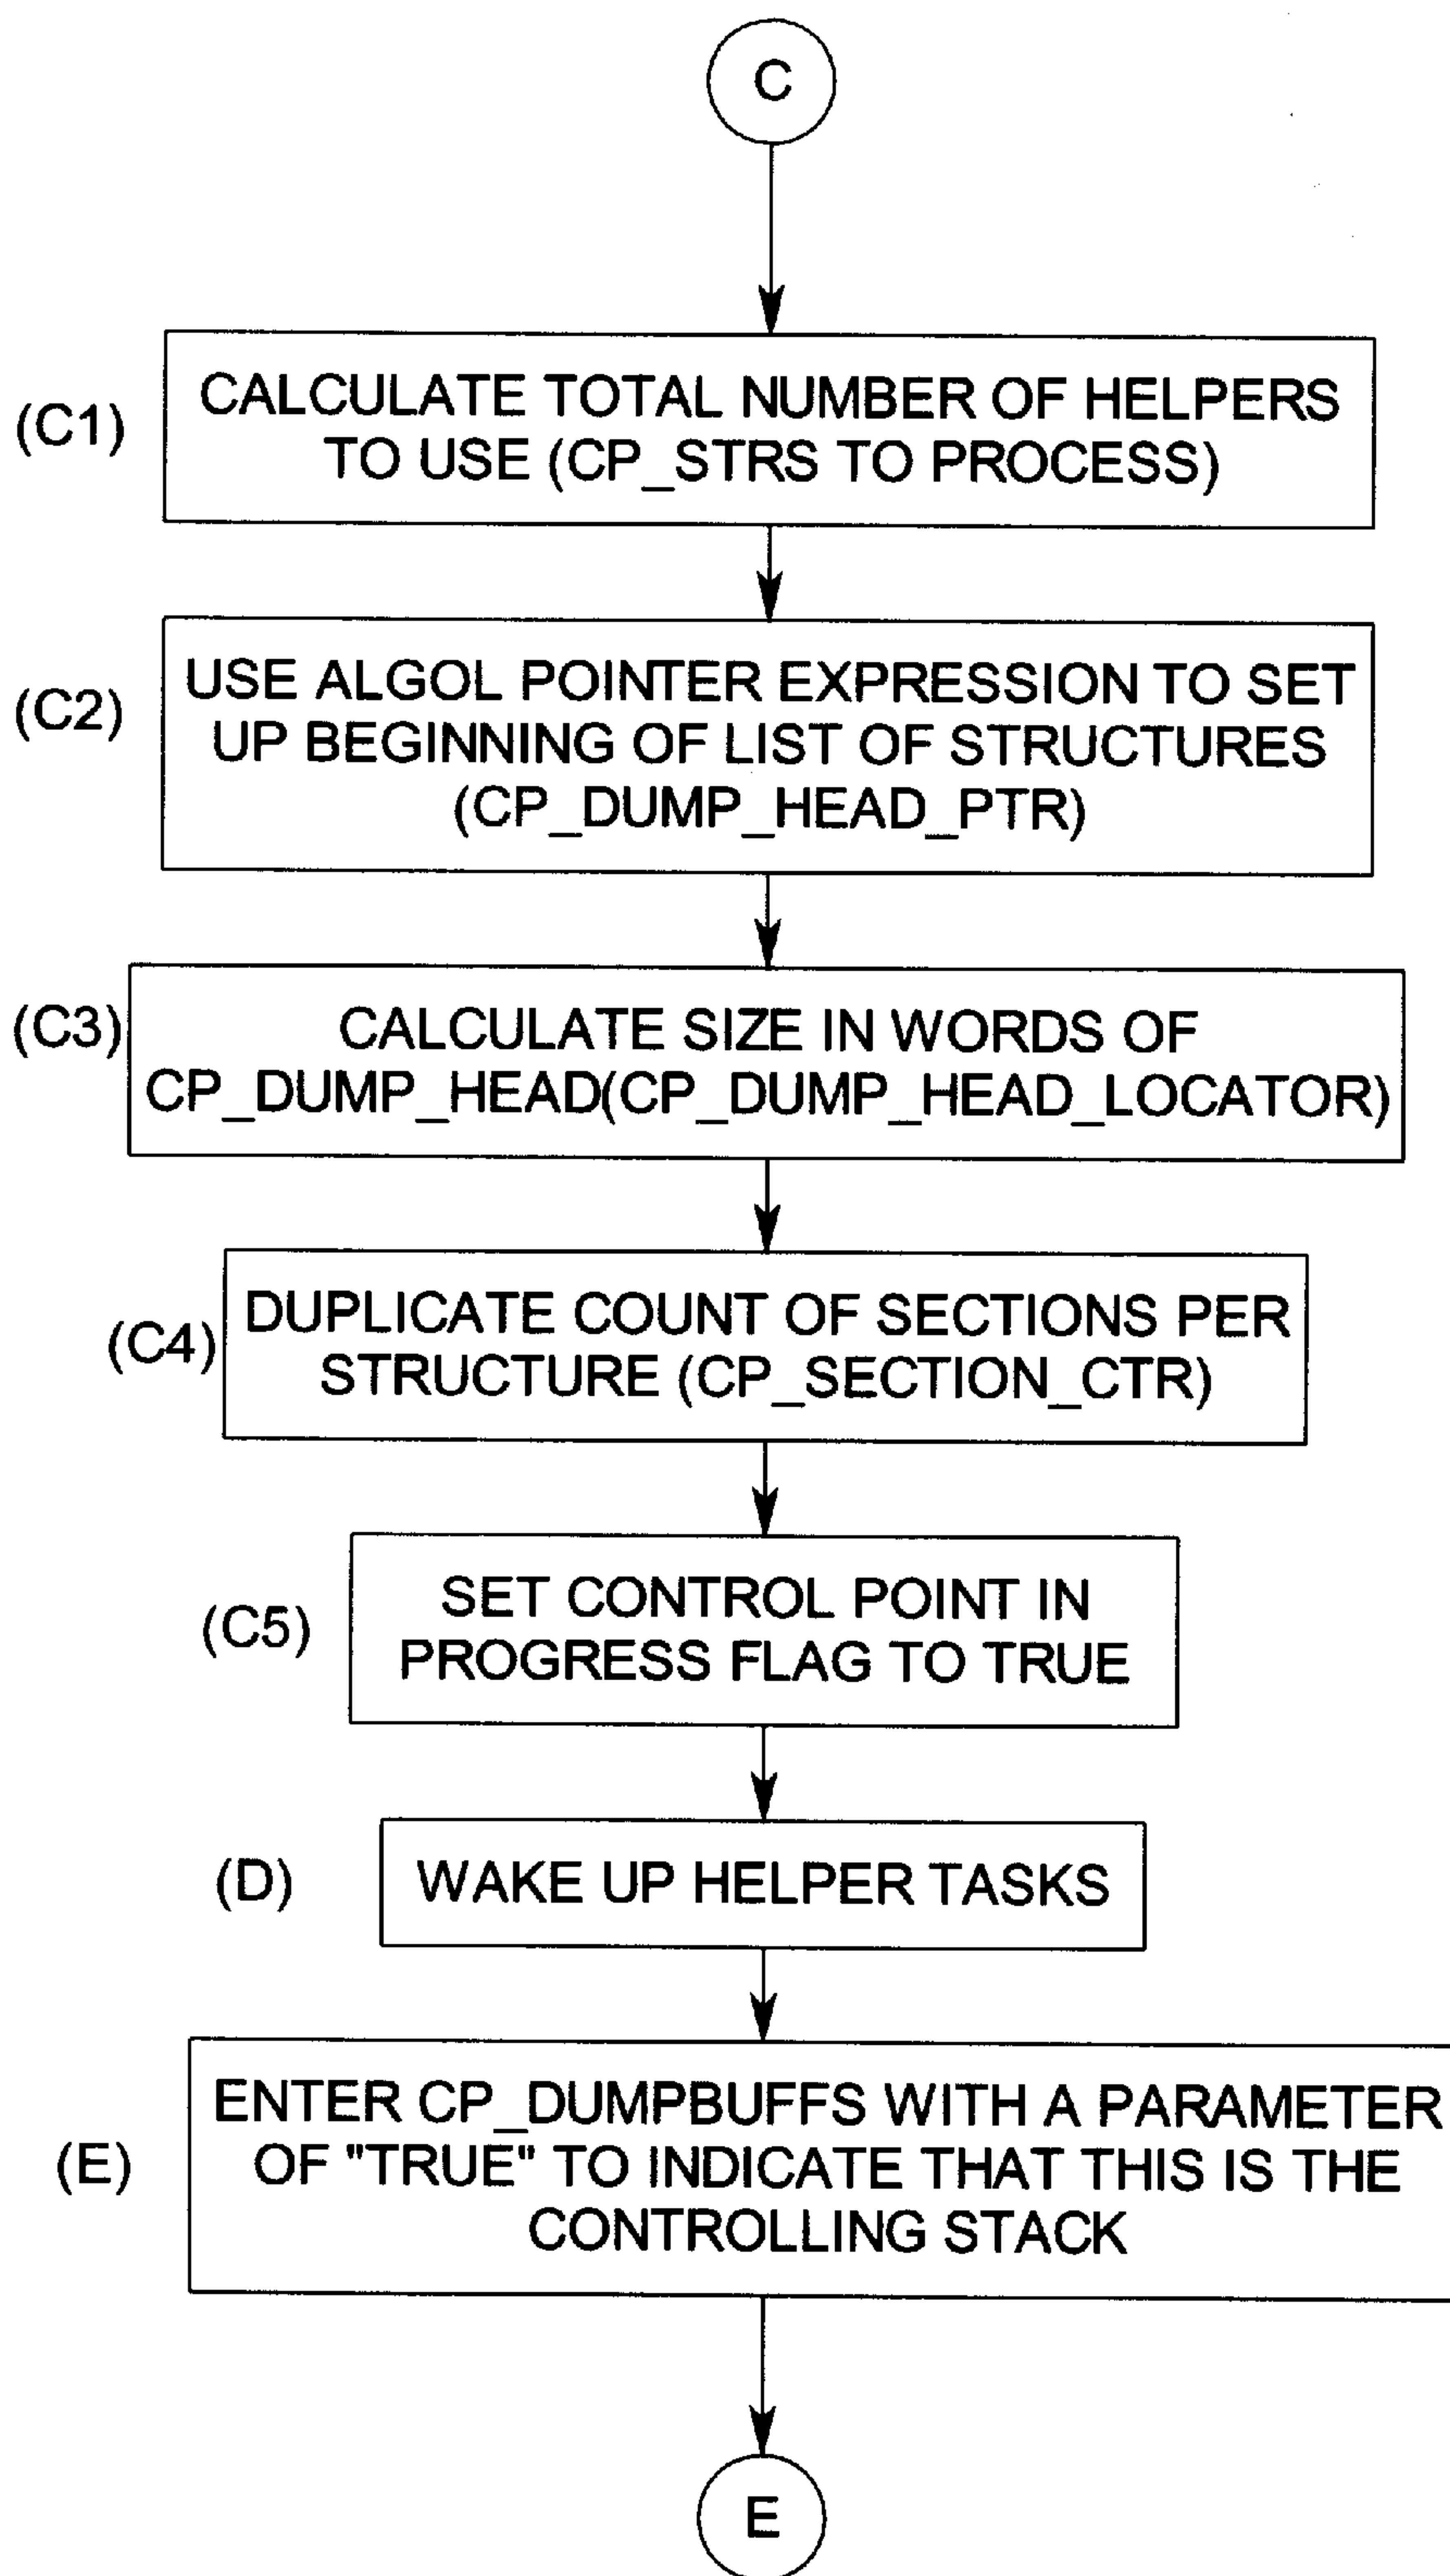 C
(C1)
CALCULATE TOTAL NUMBER OF HELPERS
TO USE (CP_STRS TO PROCESS)
(C2)
USE ALGOL POINTER EXPRESSION TO SET
UP BEGINNING OF LIST OF STRUCTURES
(CP_DUMP_HEAD_PTR)
(C3)
CALCULATE SIZE IN WORDS OF
CP_DUMP_HEAD(CP_DUMP_HEAD_LOCATOR)
(C4)
DUPLICATE COUNT OF SECTIONS PER
STRUCTURE (CP_SECTION_CTR)
(C5)
SET CONTROL POINT IN
PROGRESS FLAG TO TRUE
(D)
WAKE UP HELPER TASKS
(E)
ENTER CP_DUMPBUFFS WITH A PARAMETER
OF "TRUE" TO INDICATE THAT THIS IS THE
CONTROLLING STACK
E